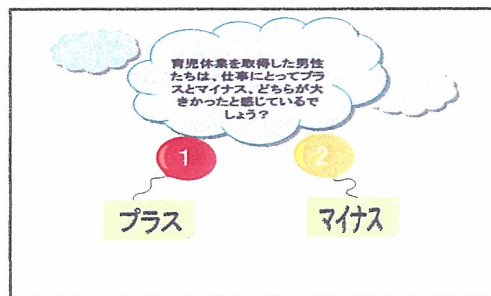 育児休業を取得した男性
たちは、仕事にとってプラ
スとマイナス、どちらが大
きかったと感じているで
しょう？
1
2
プラス
マイナス